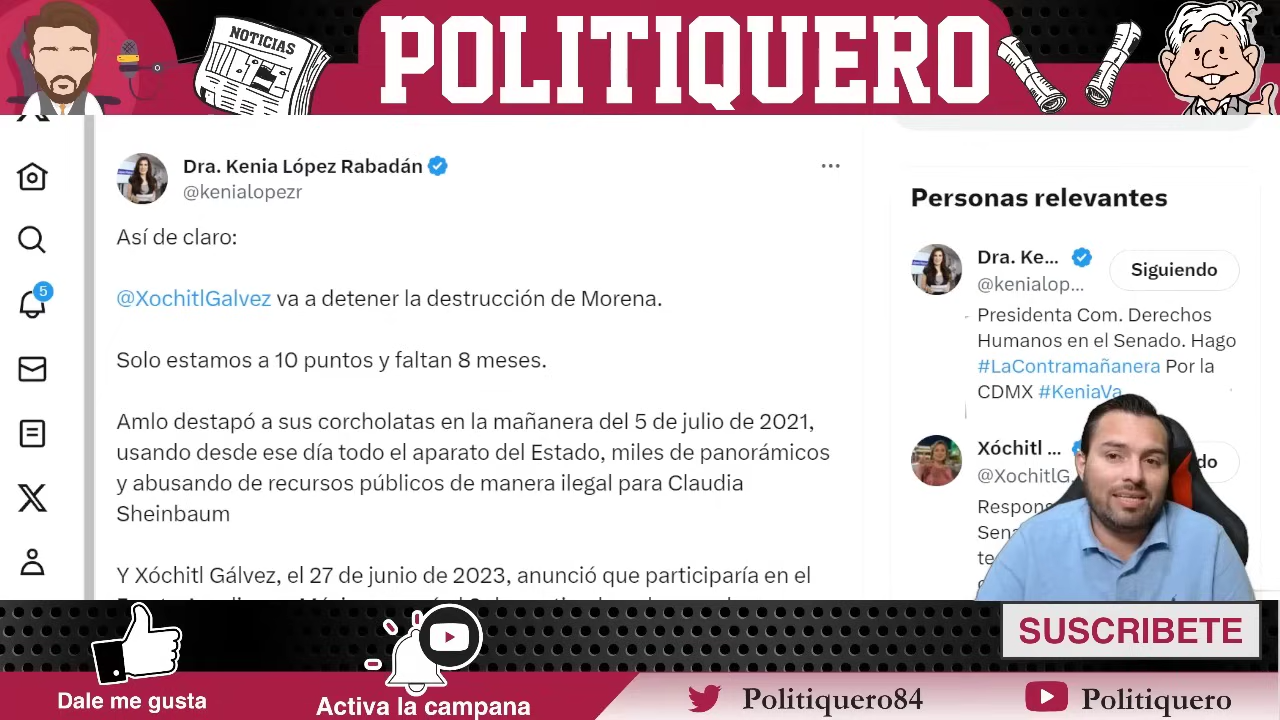 NOTICIAS
POLITIQUERO
Dra. Kenia López Rabadán
@kenialopezr
Así de claro:
@XochitlGalvez va a detener la destrucción de Morena.
Solo estamos a 10 puntos y faltan 8 meses.
Amlo destapó a sus corcholatas en la mañanera del 5 de julio de 2021,
usando desde ese día todo el aparato del Estado, miles de panorámicos
y abusando de recursos públicos de manera ilegal para Claudia
Sheinbaum
Y Xóchitl Gálvez, el 27 de junio de 2023, anunció que participaría en el
5
Personas relevantes
Dra. Ke...
Siguiendo
@kenialop...
Presidenta Com. Derechos
Humanos en el Senado. Hago
#LaContramañanera Por la
CDMX #KeniaVa
Xóchitl ...
@XochitlG
Respons
Sena
te
SUSCRIBETE
Dale me gusta
Activa la campana
Politiquero84
Politiquero